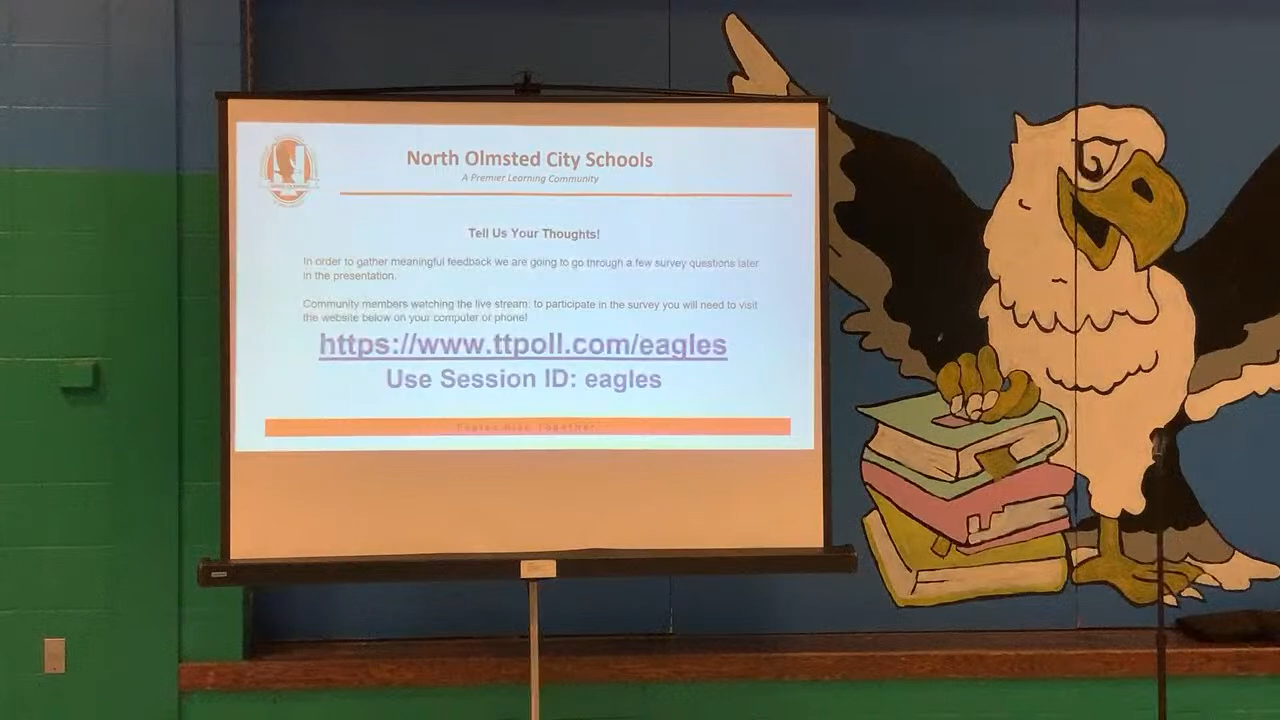 North Olmsted City Schools
A Premier Learning Community
Tell Us Your Thoughts!
In order to gather meaningful feedback we are going to go through a few survey questions later
in the presentation.
Community members watching the live stream: to participate in the survey you will need to visit
the website below on your computer or phone!
https://www.ttpoll.com/eagles
Use Session ID: eagles
Eagles Rise Together